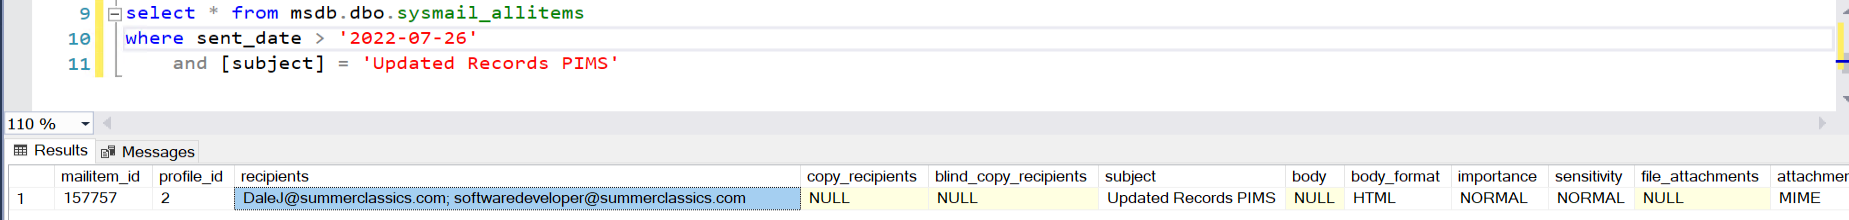 9 select * from msdb.dbo.sysmail_allitems
10 where sent_date > '2022-07-26'
11 and [subject] = 'Updated Records PIMS'
110 %
Results Messages
mailitem_id profile_id recipients copy_recipients blind_copy_recipients subject body body_format importance sensitivity file_attachments attachmen
1 157757 2 DaleJ@summerclassics.com; softwaredeveloper@summerclassics.com NULL NULL Updated Records PIMS NULL HTML NORMAL NORMAL NULL MIME